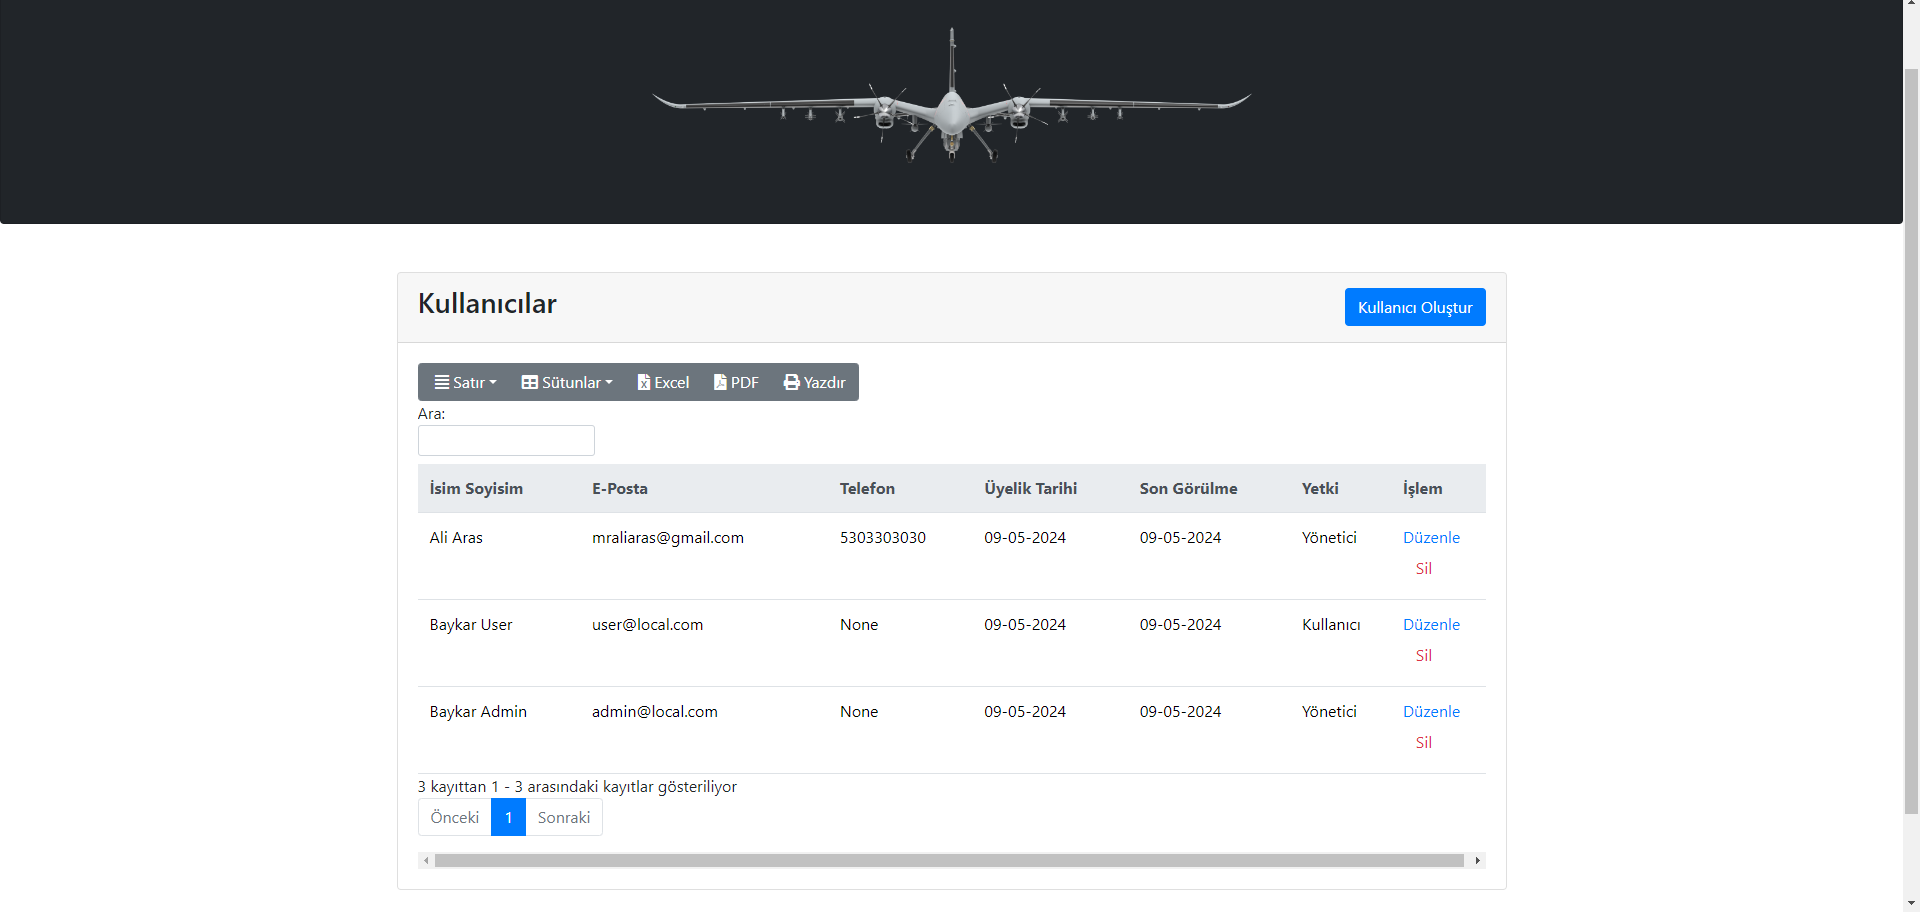 Kullanıcılar
Kullanıcı Oluştur
Satır Sütunlar Excel PDF Yazdır
Ara:
İsim Soyisim E-Posta Telefon Üyelik Tarihi Son Görülme Yetki İşlem
Ali Aras mraliaras@gmail.com 5303303030 09-05-2024 09-05-2024 Yönetici Düzenle
Sil
Baykar User user@local.com None 09-05-2024 09-05-2024 Kullanıcı Düzenle
Sil
Baykar Admin admin@local.com None 09-05-2024 09-05-2024 Yönetici Düzenle
Sil
3 kayıttan 1 - 3 arasındaki kayıtlar gösteriliyor
Önceki 1 Sonraki